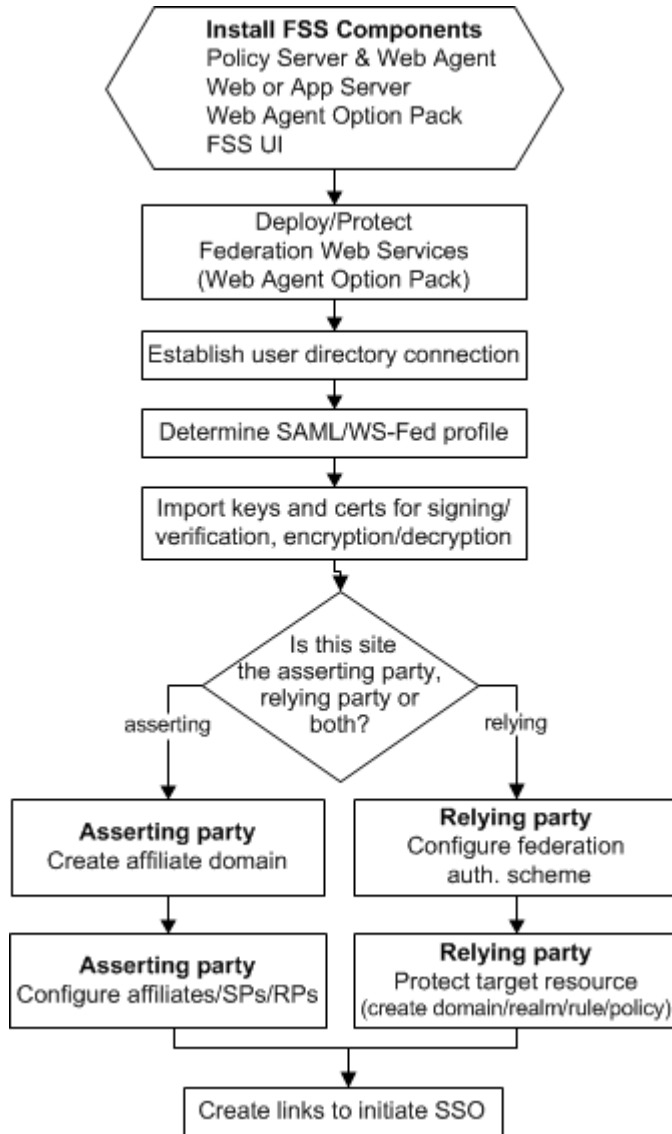 Install FSS Components
Policy Server & Web Agent
Web or App Server
Web Agent Option Pack
FSS UI
Deploy/Protect
Federation Web Services
(Web Agent Option Pack)
Establish user directory connection
Determine SAML/WS-Fed profile
Import keys and certs for signing/
verification, encryption/decryption
Is this site
the asserting party,
relying party or
both?
asserting
relying
Asserting party
Create affiliate domain
Relying party
Configure federation
auth. scheme
Asserting party
Configure affiliates/SPs/RPs
Relying party
Protect target resource
(create domain/realm/rule/policy)
Create links to initiate SSO